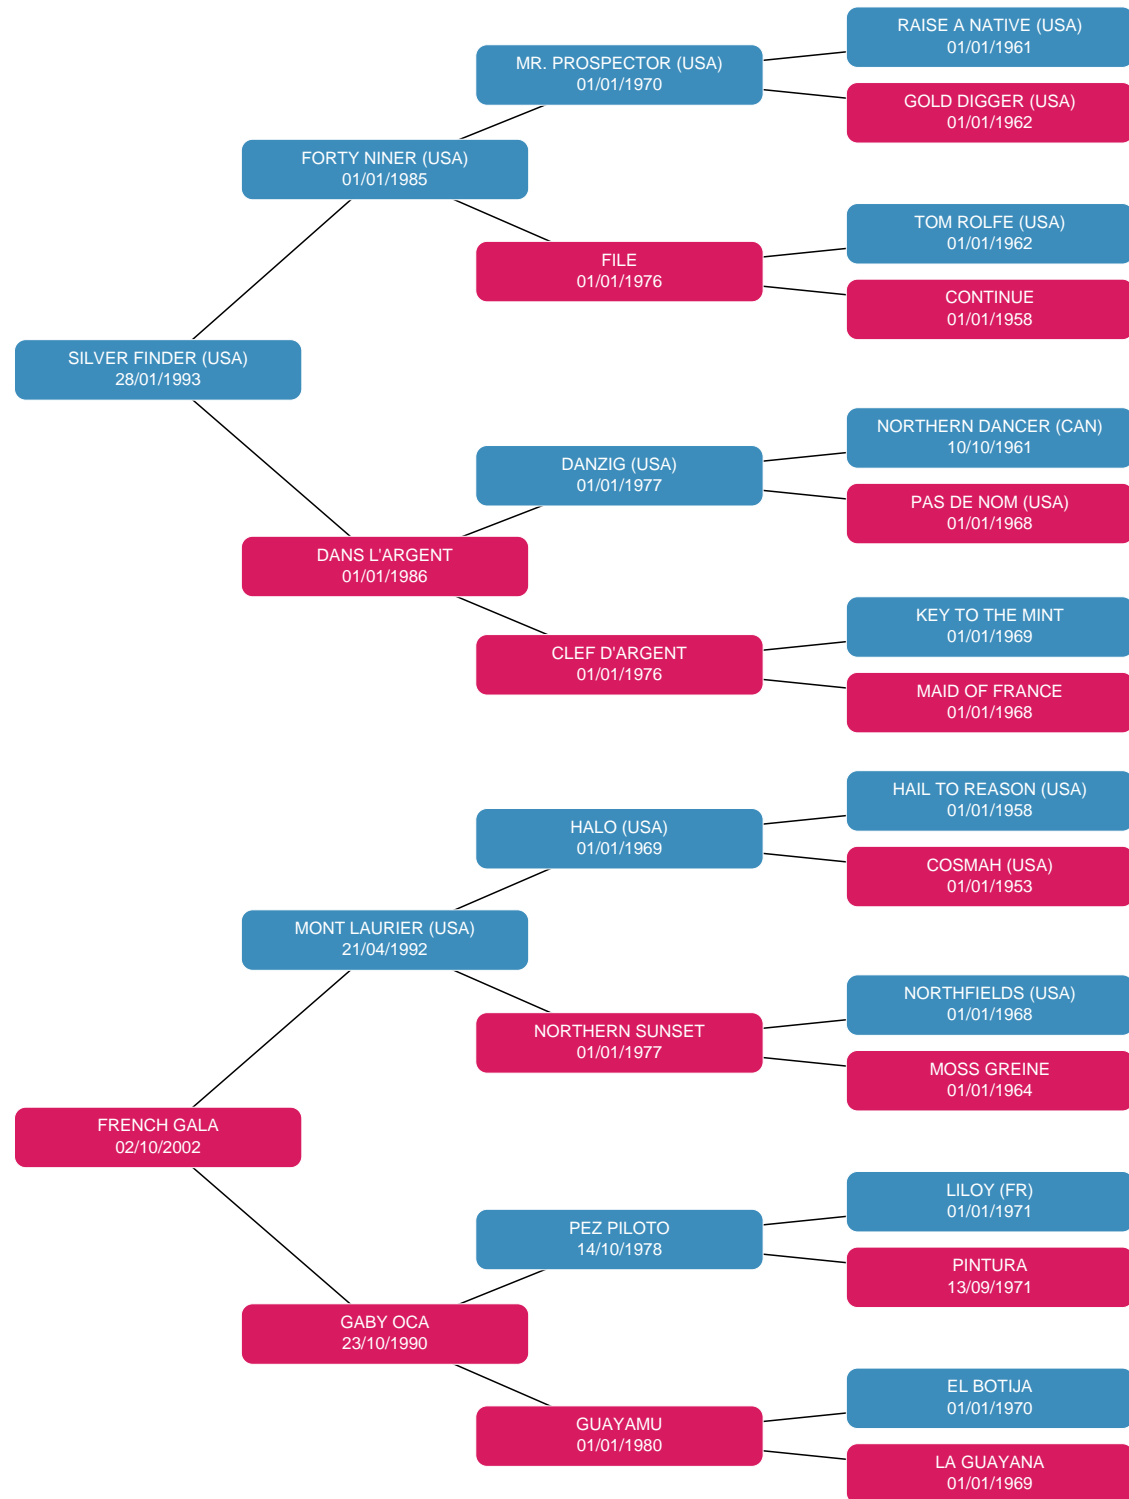 RAISE A NATIVE (USA)
01/01/1961
MR. PROSPECTOR (USA)
01/01/1970
GOLD DIGGER (USA)
01/01/1962
FORTY NINER (USA)
01/01/1985
TOM ROLFE (USA)
01/01/1962
FILE
01/01/1976
CONTINUE
01/01/1958
SILVER FINDER (USA)
28/01/1993
NORTHERN DANCER (CAN)
10/10/1961
DANZIG (USA)
01/01/1977
PAS DE NOM (USA)
01/01/1968
DANS L'ARGENT
01/01/1986
KEY TO THE MINT
01/01/1969
CLEF D'ARGENT
01/01/1976
MAID OF FRANCE
01/01/1968
HAIL TO REASON (USA)
01/01/1958
HALO (USA)
01/01/1969
COSMAH (USA)
01/01/1953
MONT LAURIER (USA)
21/04/1992
NORTHFIELDS (USA)
01/01/1968
NORTHERN SUNSET
01/01/1977
MOSS GREINE
01/01/1964
FRENCH GALA
02/10/2002
LILOY (FR)
01/01/1971
PEZ PILOTO
14/10/1978
PINTURA
13/09/1971
GABY OCA
23/10/1990
EL BOTIJA
01/01/1970
GUAYAMU
01/01/1980
LA GUAYANA
01/01/1969